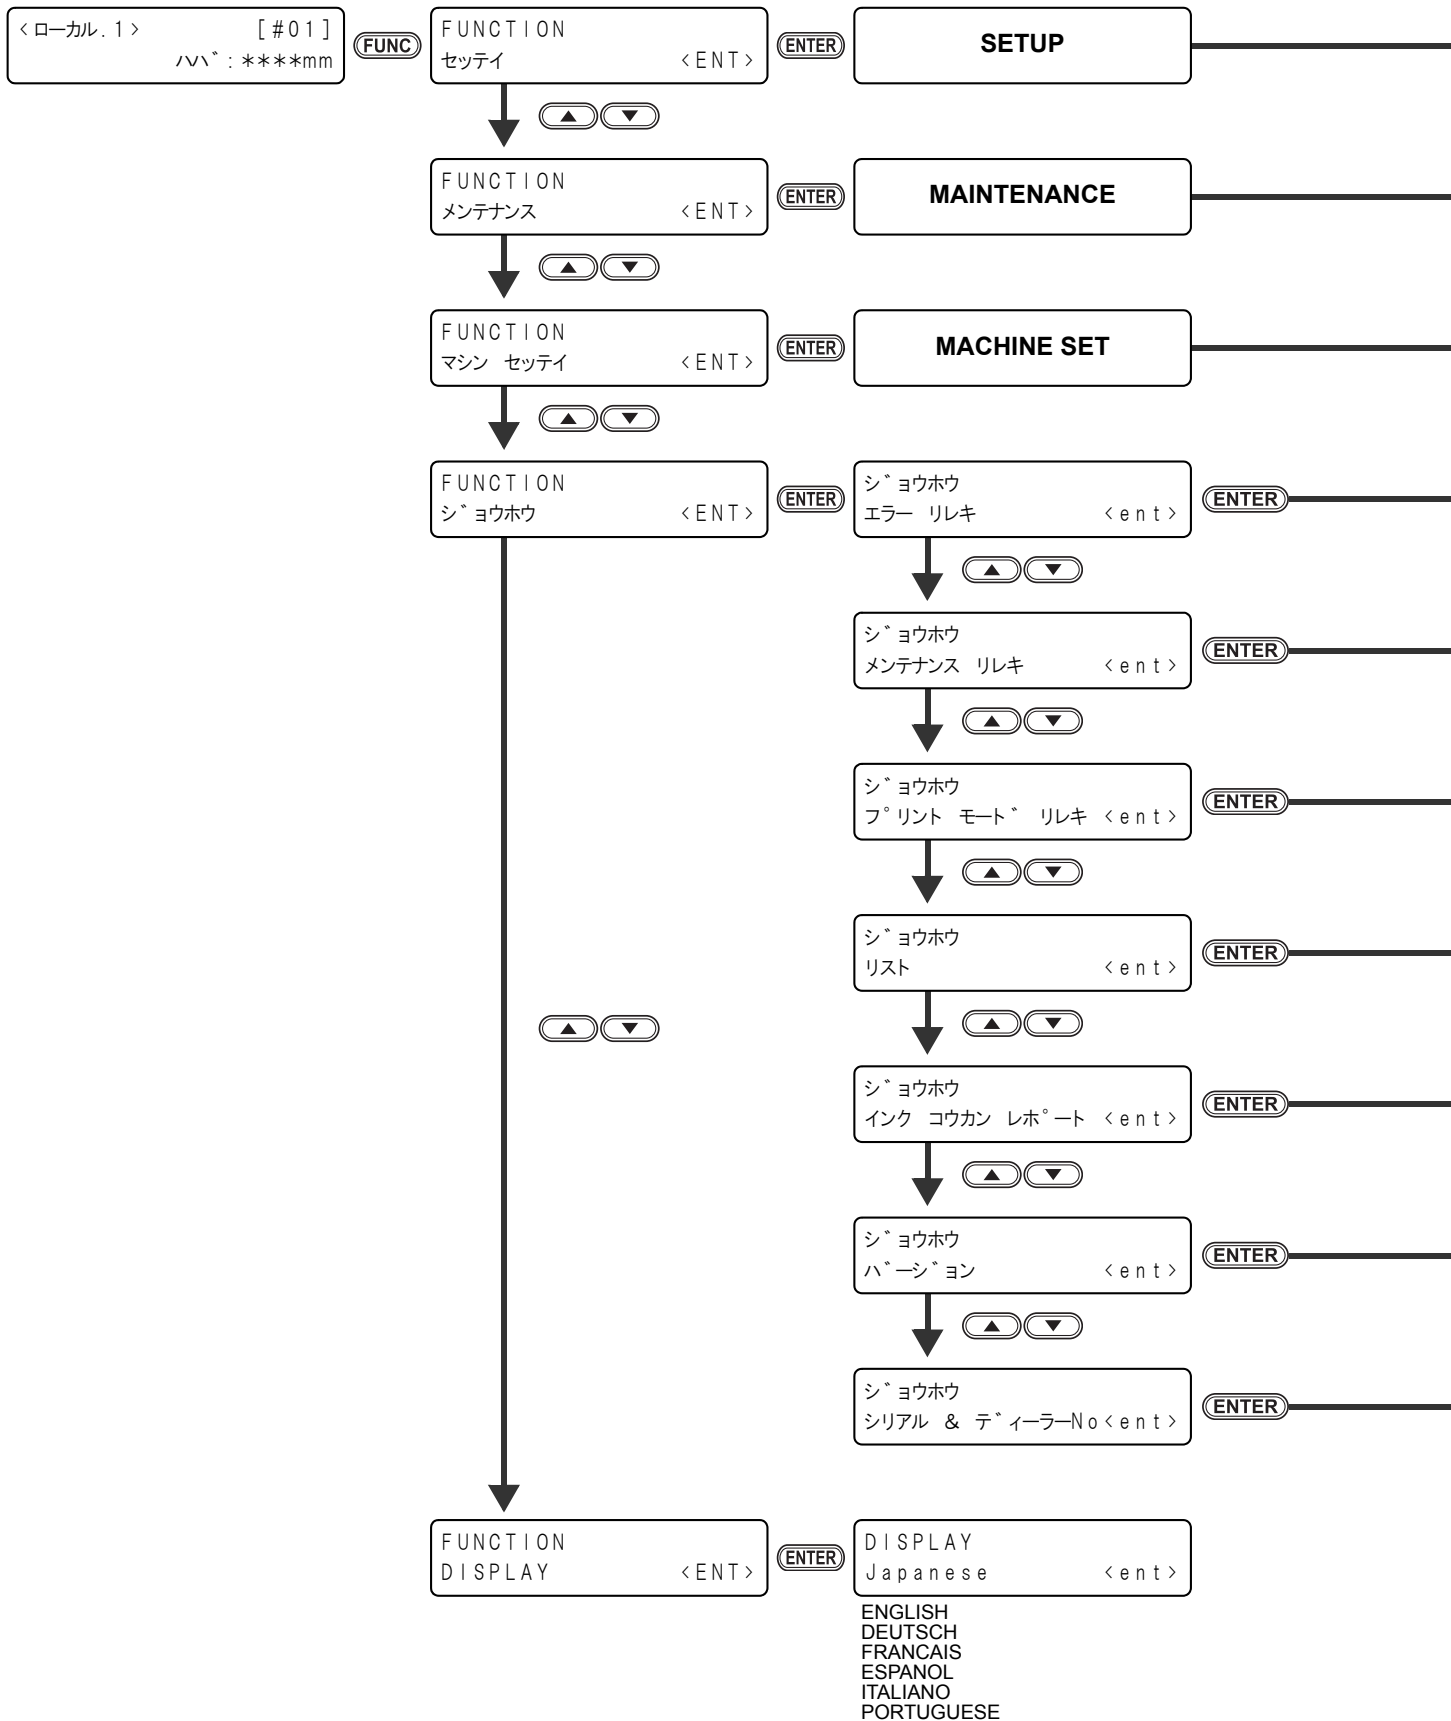 <ローカル.1> [#01]
ハハ゛:****mm
FUNC
FUNCTION
セッテイ <ENT>
ENTER
SETUP
FUNCTION
メンテナンス <ENT>
ENTER
MAINTENANCE
FUNCTION
マシン セッテイ <ENT>
ENTER
MACHINE SET
FUNCTION
シ゛ョウホウ <ENT>
ENTER
シ゛ョウホウ
エラー リレキ <ent>
ENTER
シ゛ョウホウ
メンテナンス リレキ <ent>
ENTER
シ゛ョウホウ
フ゜リント モート゛ リレキ <ent>
ENTER
シ゛ョウホウ
リスト <ent>
ENTER
シ゛ョウホウ
インク コウカン レホ゜ート <ent>
ENTER
シ゛ョウホウ
ハ゛ーシ゛ョン <ent>
ENTER
シ゛ョウホウ
シリアル & テ゛ィーラーNo<ent>
ENTER
FUNCTION
DISPLAY <ENT>
ENTER
DISPLAY
Japanese <ent>
ENGLISH
DEUTSCH
FRANCAIS
ESPANOL
ITALIANO
PORTUGUESE